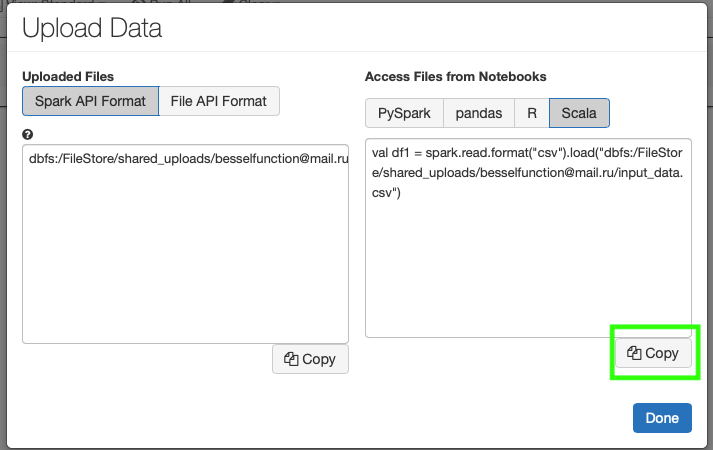 Upload Data
Uploaded Files
Spark API Format
File API Format
dbfs:/FileStore/shared_uploads/besselfunction@mail.ru
Copy
Access Files from Notebooks
PySpark
pandas
R
Scala
val df1 = spark.read.format("csv").load("dbfs:/FileStor
e/shared_uploads/besselfunction@mail.ru/input_data.
csv")
Copy
Done